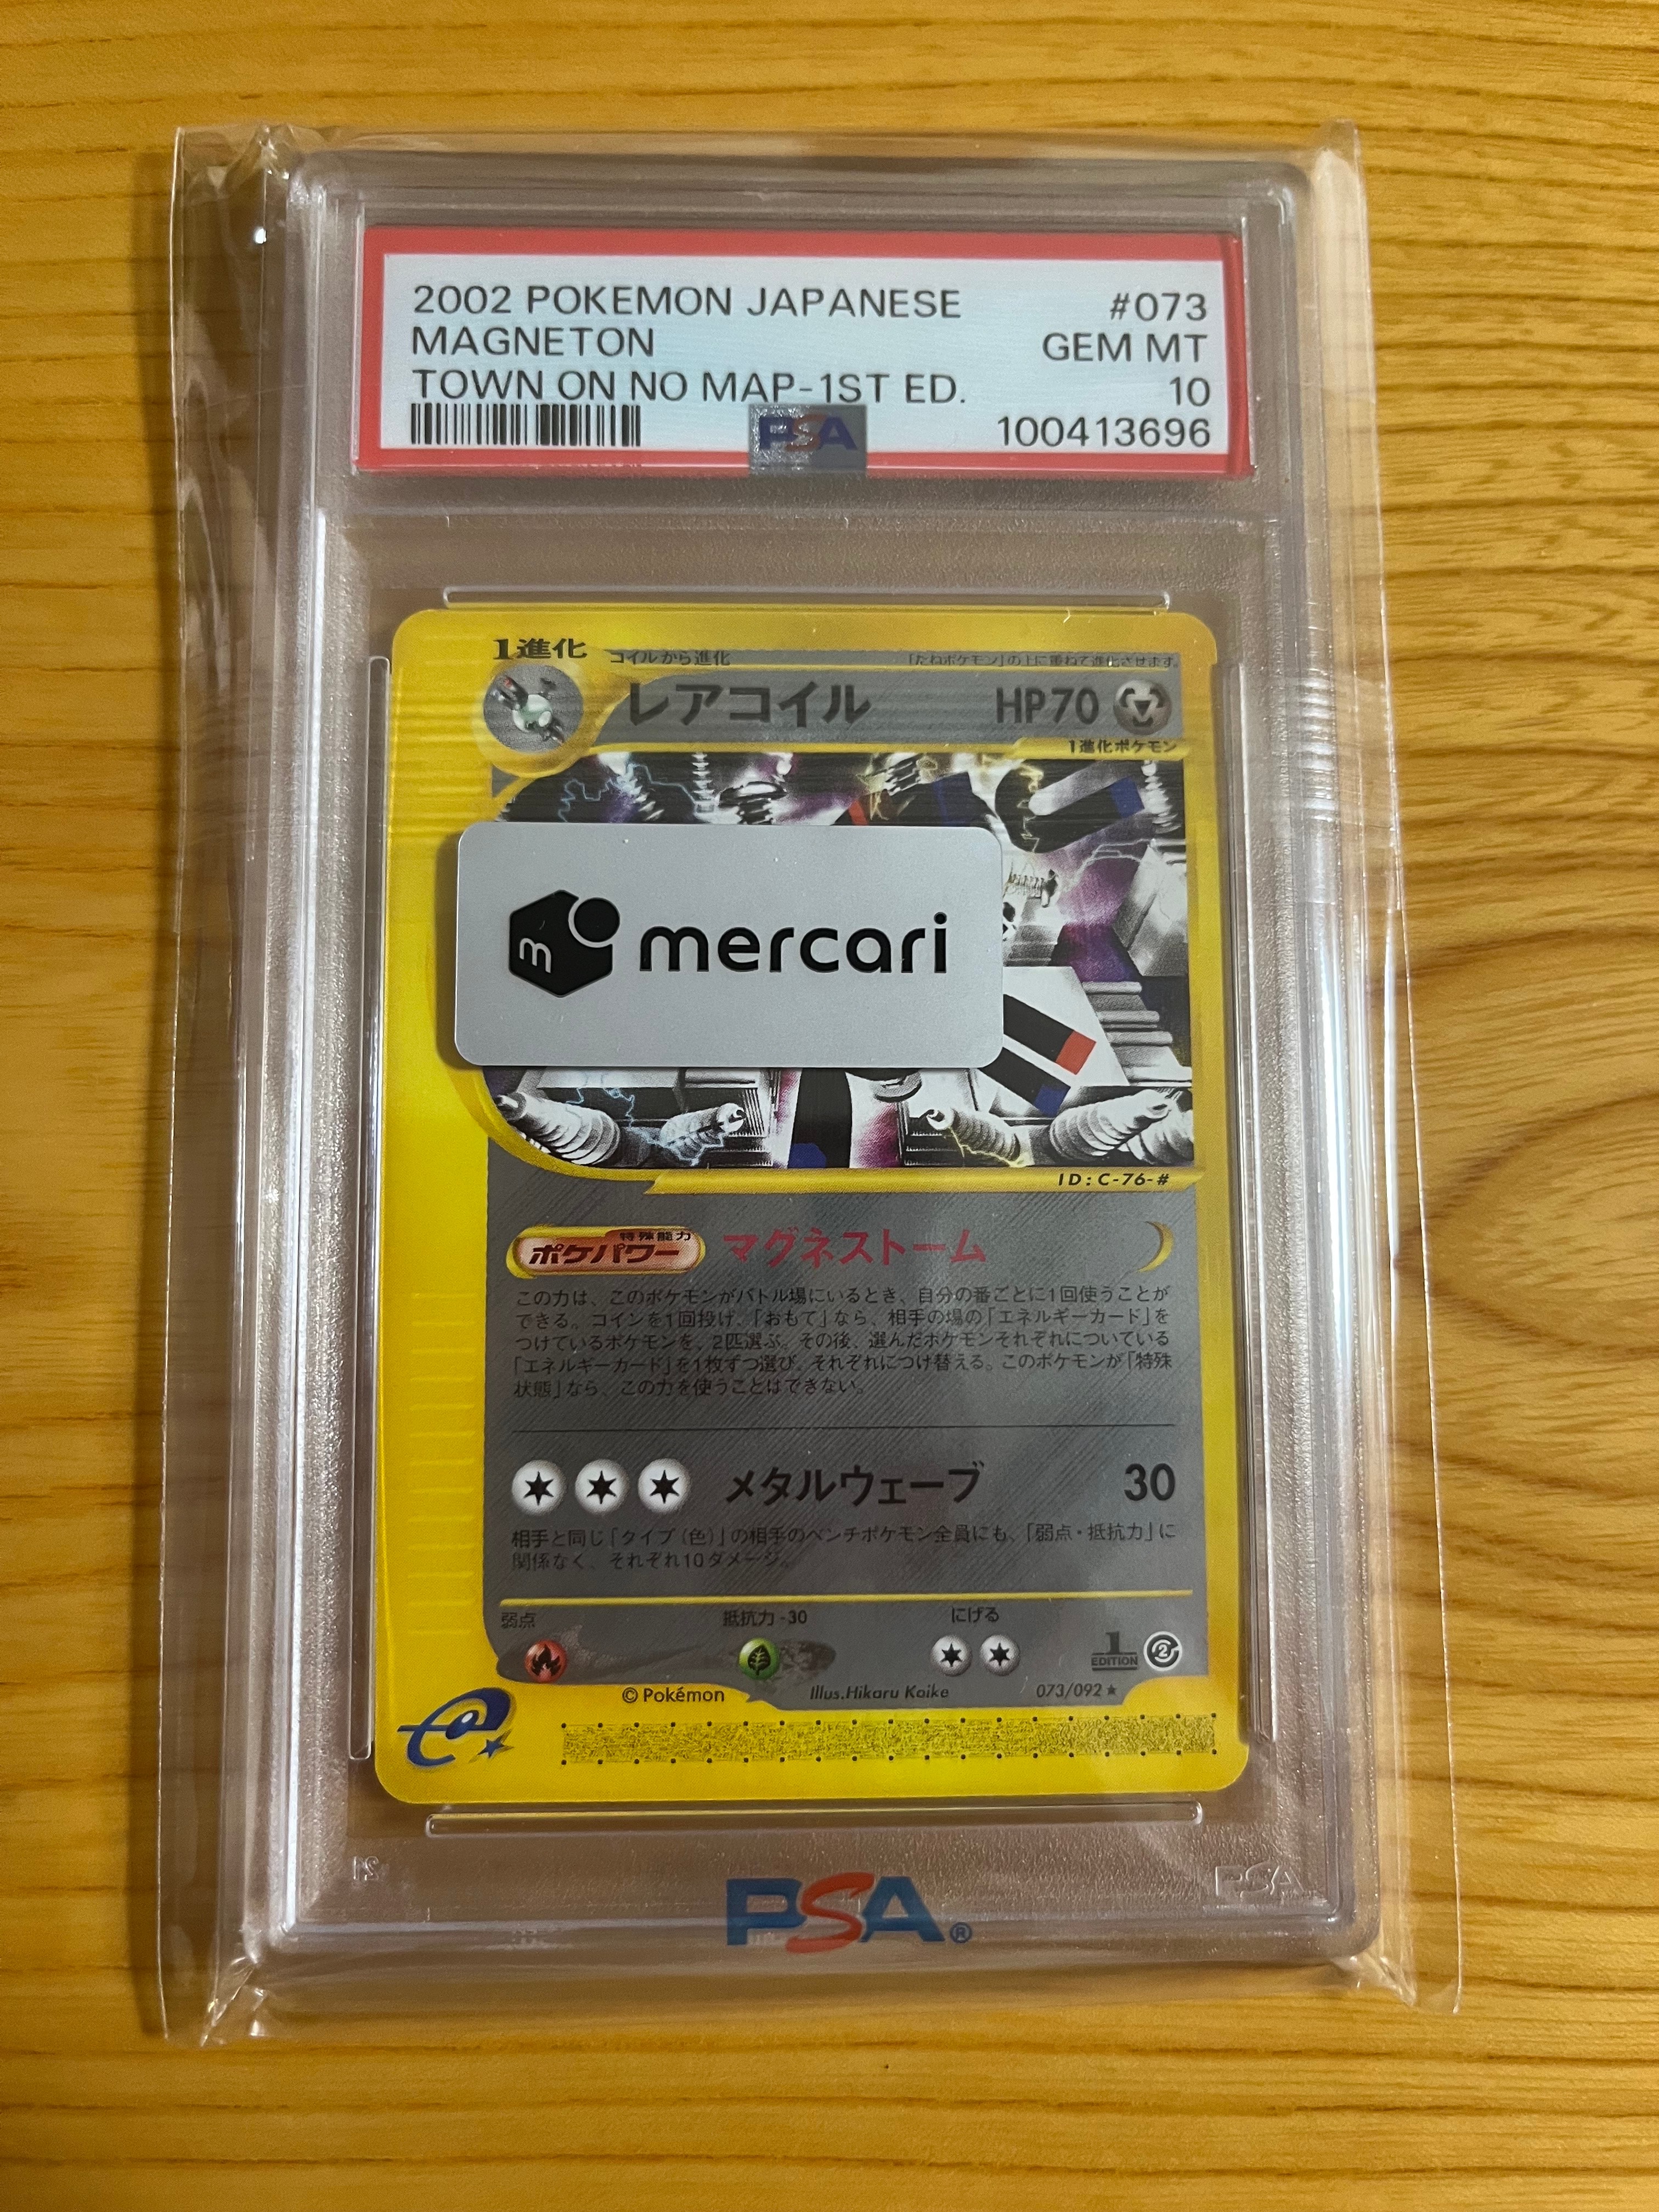 2002 POKEMON JAPANESE #073
MAGNETON GEM MT
TOWN ON NO MAP-1ST ED. 10
PSA 100413696
1進化 コイルから進化 「たねポケモン」の上に重ねて進化させます。
レアコイル HP70
1進化ポケモン
m mercari
ID:C-76-#
特殊能力
ポケパワー マグネストーム
この力は、このポケモンがバトル場にいるとき、自分の番ごとに1回使うことが
できる。コインを1回投げ、「おもて」なら、相手の場の「エネルギーカード」を
つけているポケモンを、2匹選ぶ。その後、選んだポケモンそれぞれについている
「エネルギーカード」を1枚ずつ選び、それぞれにつけ替える。このポケモンが「特殊
状態」なら、この力を使うことはできない。
メタルウェーブ 30
相手と同じ「タイプ(色)」の相手のベンチポケモン全員にも、「弱点・抵抗力」に
関係なく、それぞれ10ダメージ。
弱点 抵抗力 -30 にげる
1 EDITION 2
© Pokémon Illus.Hikaru Koike 073/092 ★
e
PSA
PSA®